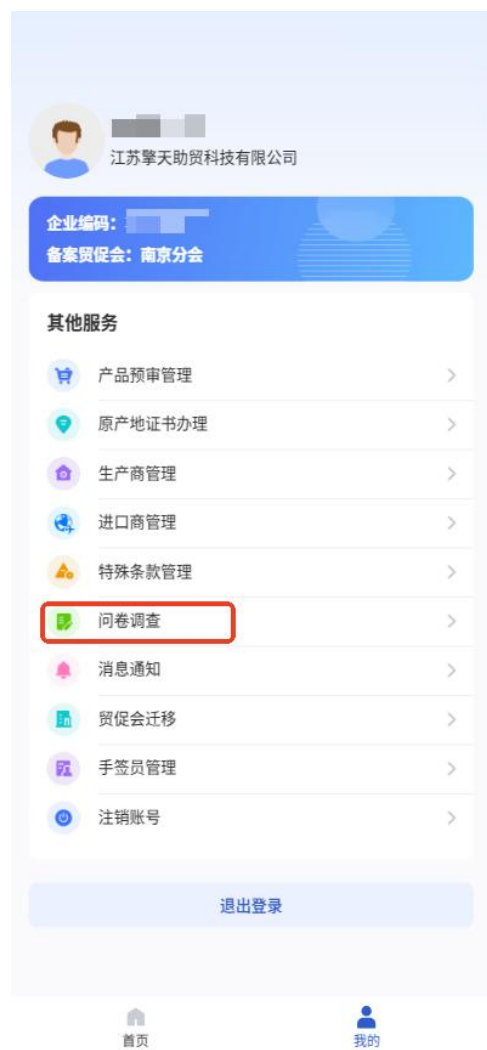 江苏擎天助贸科技有限公司
企业编码：
备案贸促会：南京分会
其他服务
产品预审管理
原产地证书办理
生产商管理
进口商管理
特殊条款管理
问卷调查
消息通知
贸促会迁移
手签员管理
注销账号
退出登录
首页
我的